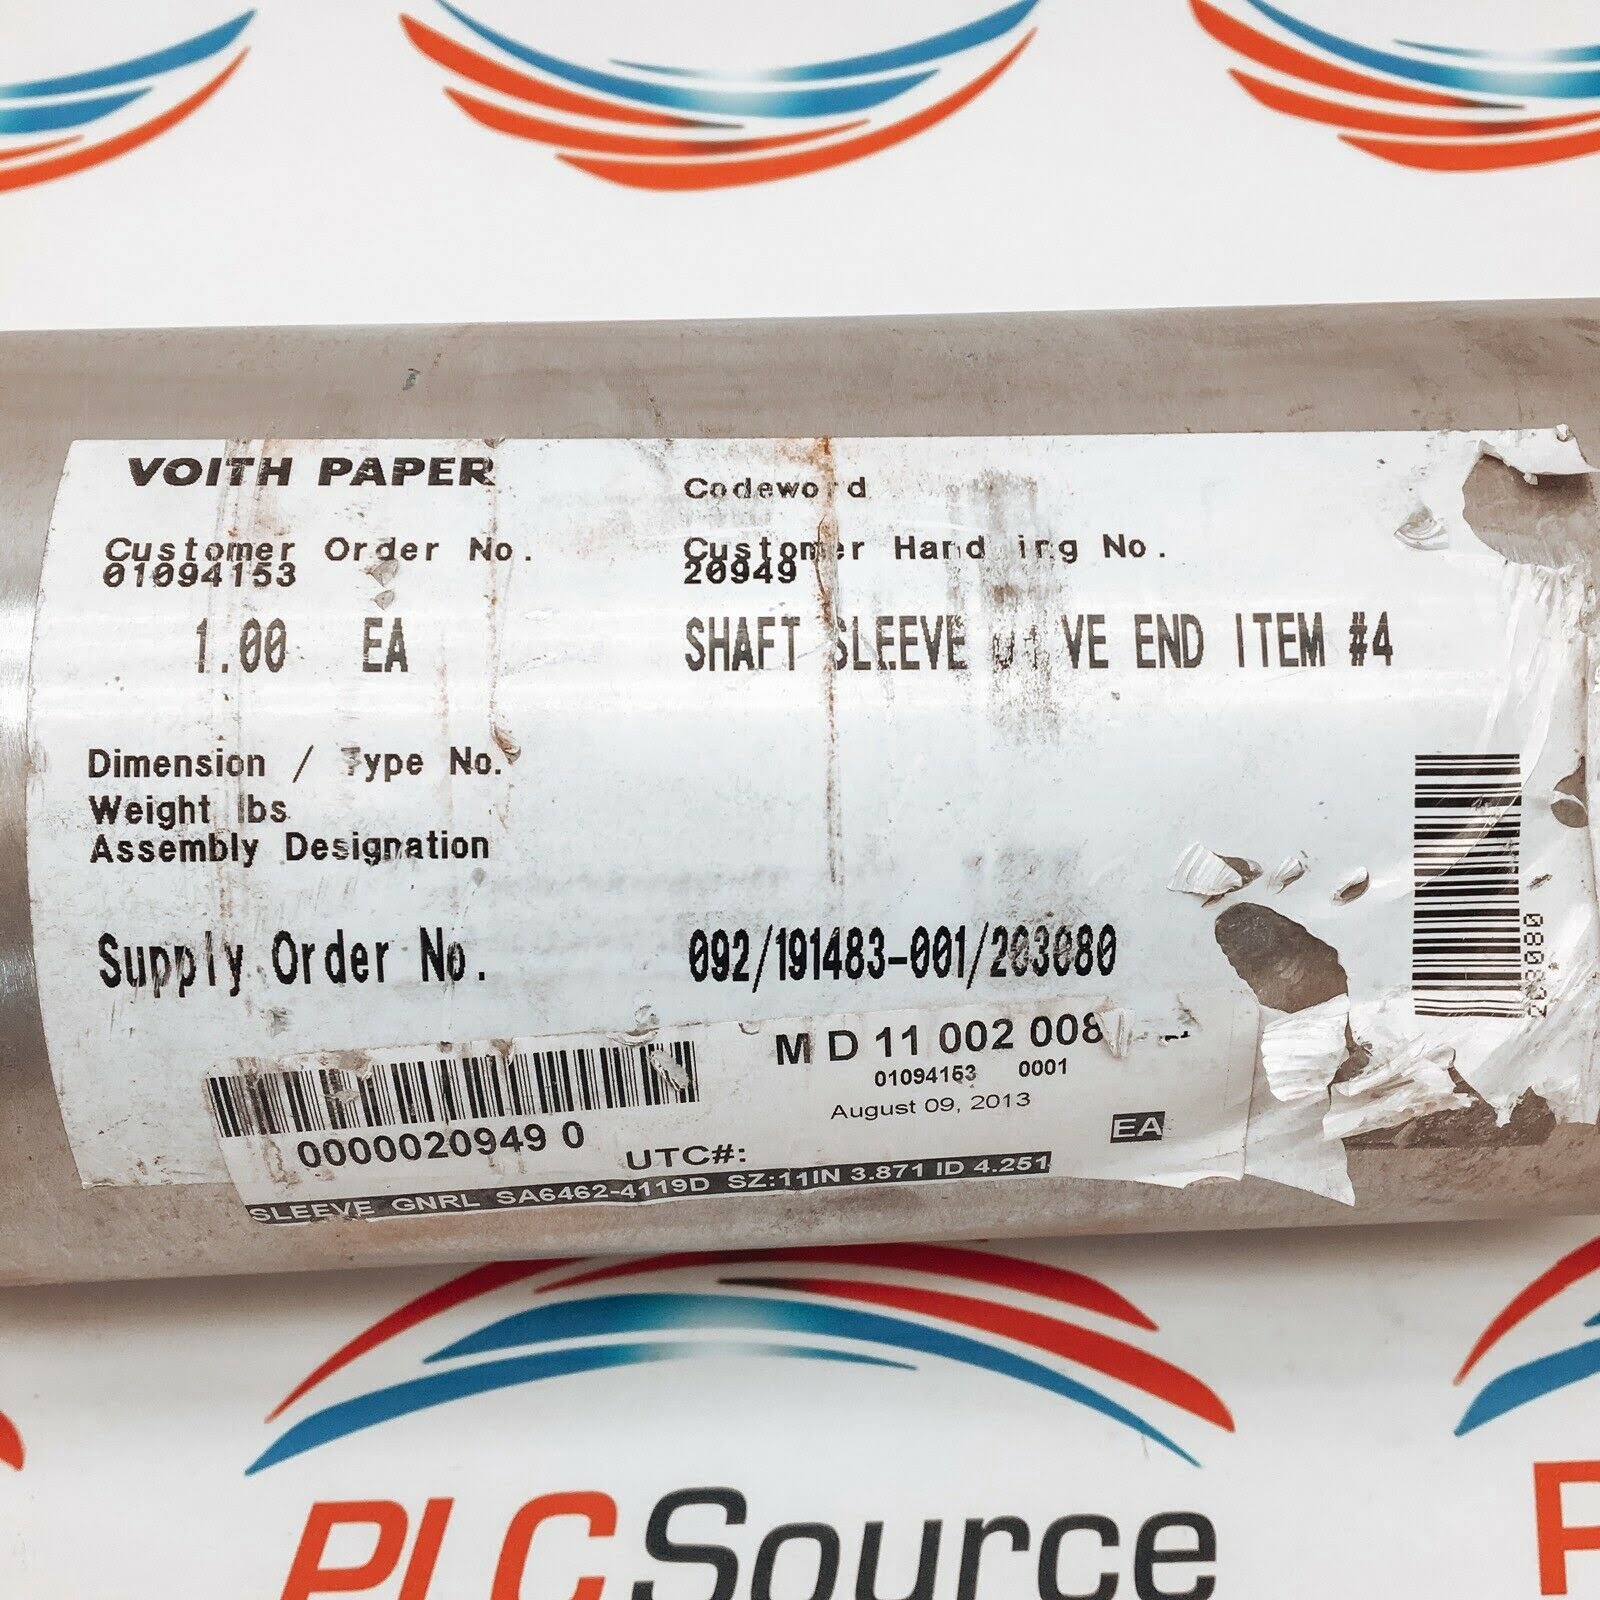 VOITH PAPER
Codeword
Customer Order No.
01094153
Customer Handling No.
20949
1.00 EA
SHAFT SLEEVE END ITEM #4
Dimension / Type No.
Weight lbs
Assembly Designation
Supply Order No.
092/191483-001/203080
203080
MD 11 002 008
01094153 0001
August 09, 2013
EA
0000020949 0
UTC#:
SLEEVE GNRL SA6462-4119D SZ:11IN 3.871 ID 4.251
PLCSource